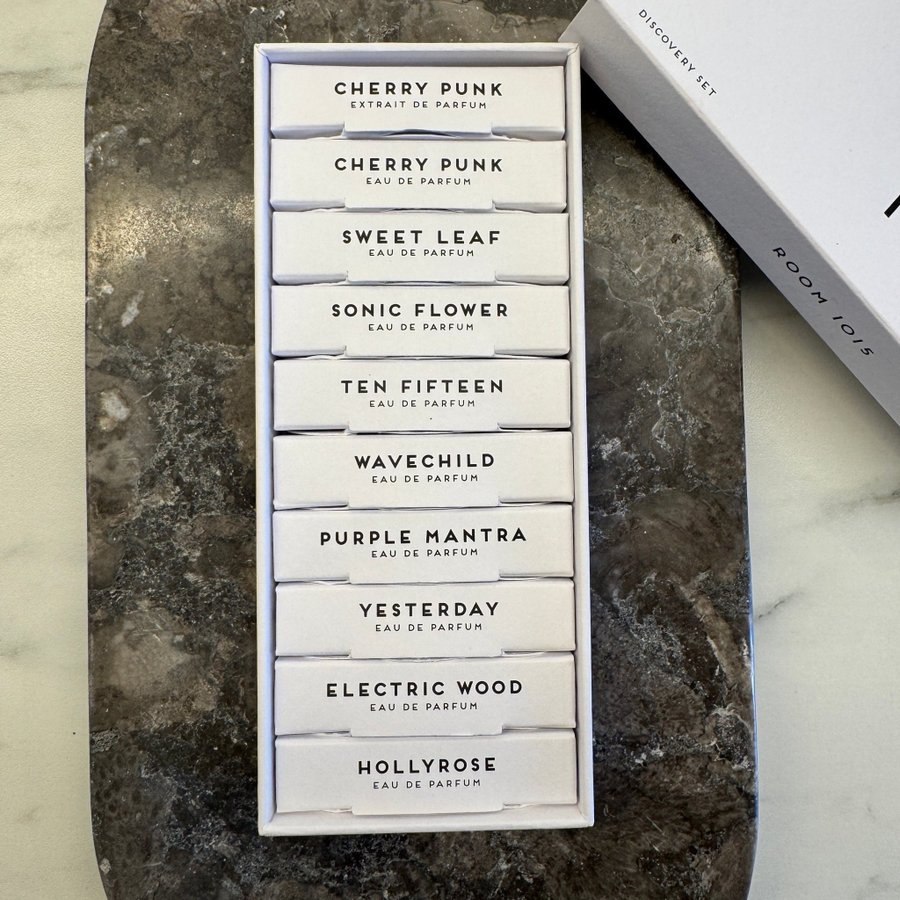 CHERRY PUNK
EXTRAIT DE PARFUM
CHERRY PUNK
EAU DE PARFUM
SWEET LEAF
EAU DE PARFUM
SONIC FLOWER
EAU DE PARFUM
TEN FIFTEEN
EAU DE PARFUM
WAVECHILD
EAU DE PARFUM
PURPLE MANTRA
EAU DE PARFUM
YESTERDAY
EAU DE PARFUM
ELECTRIC WOOD
EAU DE PARFUM
HOLLYROSE
EAU DE PARFUM
DISCOVERY SET
ROOM 1015